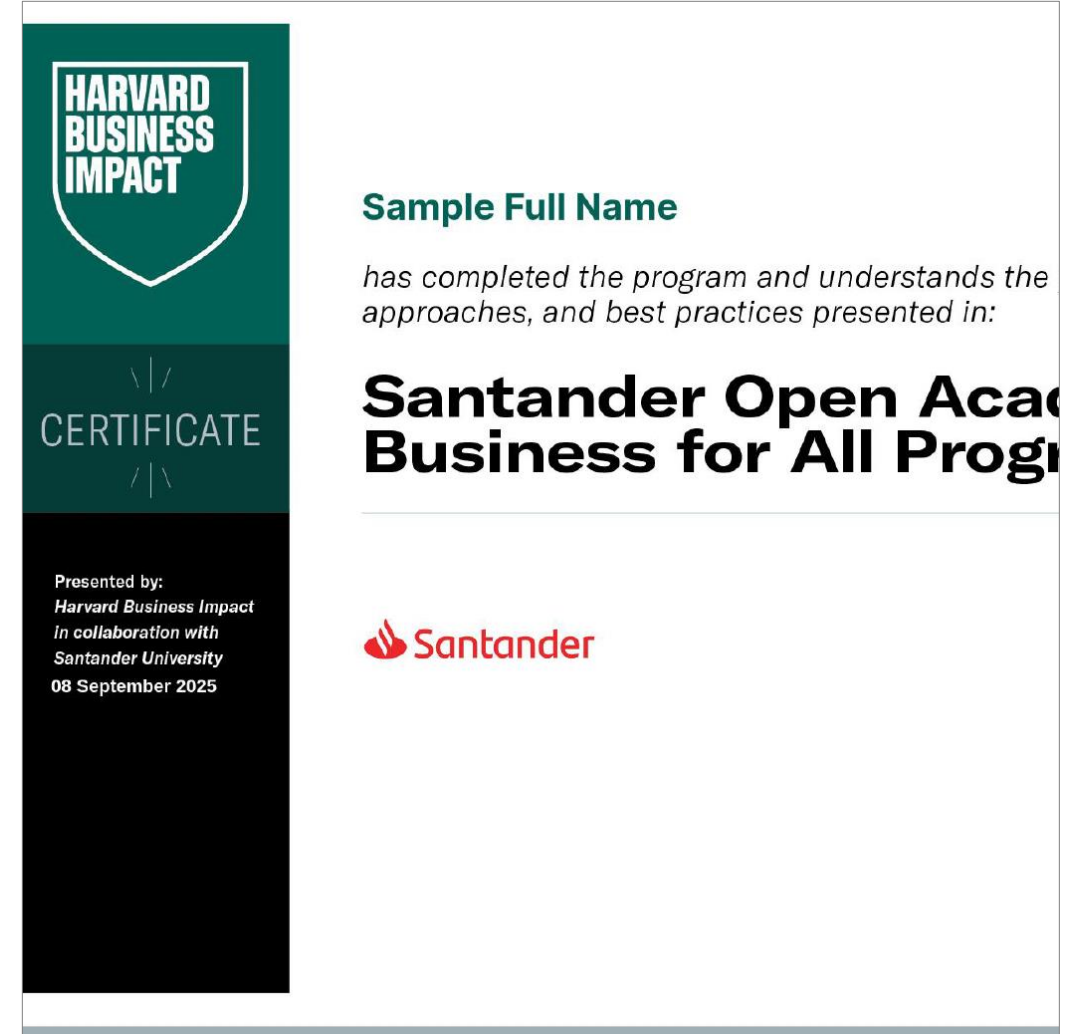 HARVARD
BUSINESS
IMPACT
CERTIFICATE
Presented by:
Harvard Business Impact
in collaboration with
Santander University
08 September 2025
Sample Full Name
has completed the program and understands the
approaches, and best practices presented in:
Santander Open Acad
Business for All Progr
Santander